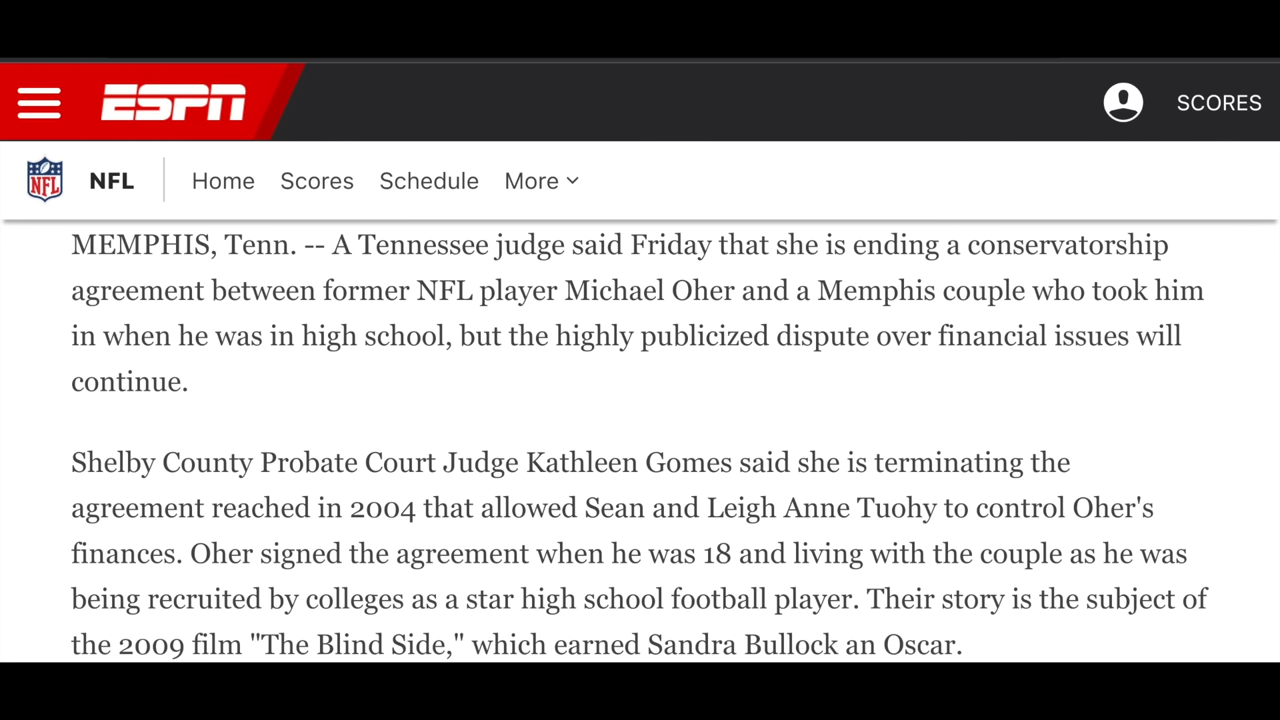 ESPN
SCORES
NFL
NFL
Home
Scores
Schedule
More
MEMPHIS, Tenn. -- A Tennessee judge said Friday that she is ending a conservatorship
agreement between former NFL player Michael Oher and a Memphis couple who took him
in when he was in high school, but the highly publicized dispute over financial issues will
continue.
Shelby County Probate Court Judge Kathleen Gomes said she is terminating the
agreement reached in 2004 that allowed Sean and Leigh Anne Tuohy to control Oher's
finances. Oher signed the agreement when he was 18 and living with the couple as he was
being recruited by colleges as a star high school football player. Their story is the subject of
the 2009 film "The Blind Side," which earned Sandra Bullock an Oscar.